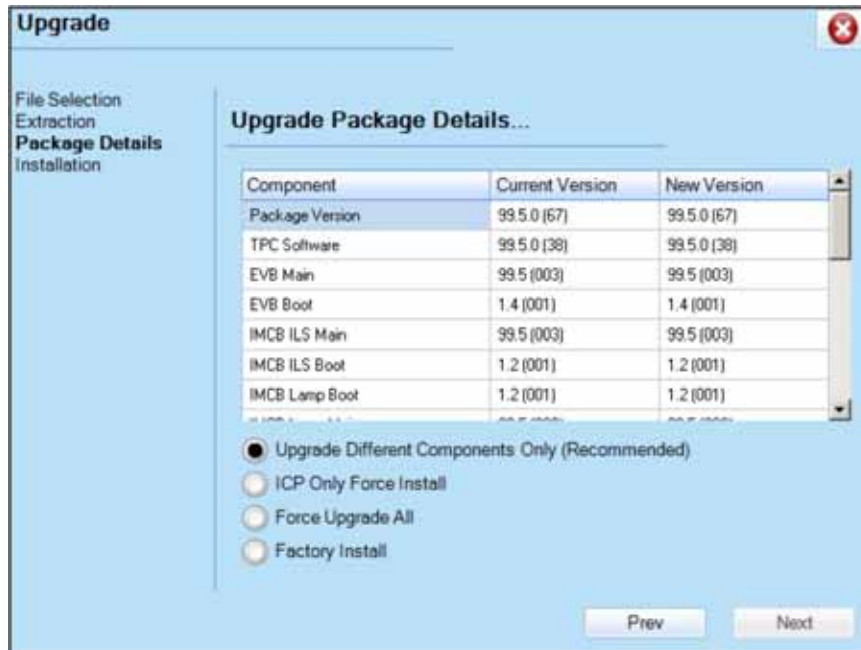 Upgrade
File Selection
Extraction
Package Details
Installation
Upgrade Package Details...
Component Current Version New Version
Package Version 99.5.0 (67) 99.5.0 (67)
TPC Software 99.5.0 (38) 99.5.0 (38)
EVB Main 99.5 (003) 99.5 (003)
EVB Boot 1.4 (001) 1.4 (001)
IMCB ILS Main 99.5 (003) 99.5 (003)
IMCB ILS Boot 1.2 (001) 1.2 (001)
IMCB Lamp Boot 1.2 (001) 1.2 (001)
Upgrade Different Components Only (Recommended)
ICP Only Force Install
Force Upgrade All
Factory Install
Prev Next